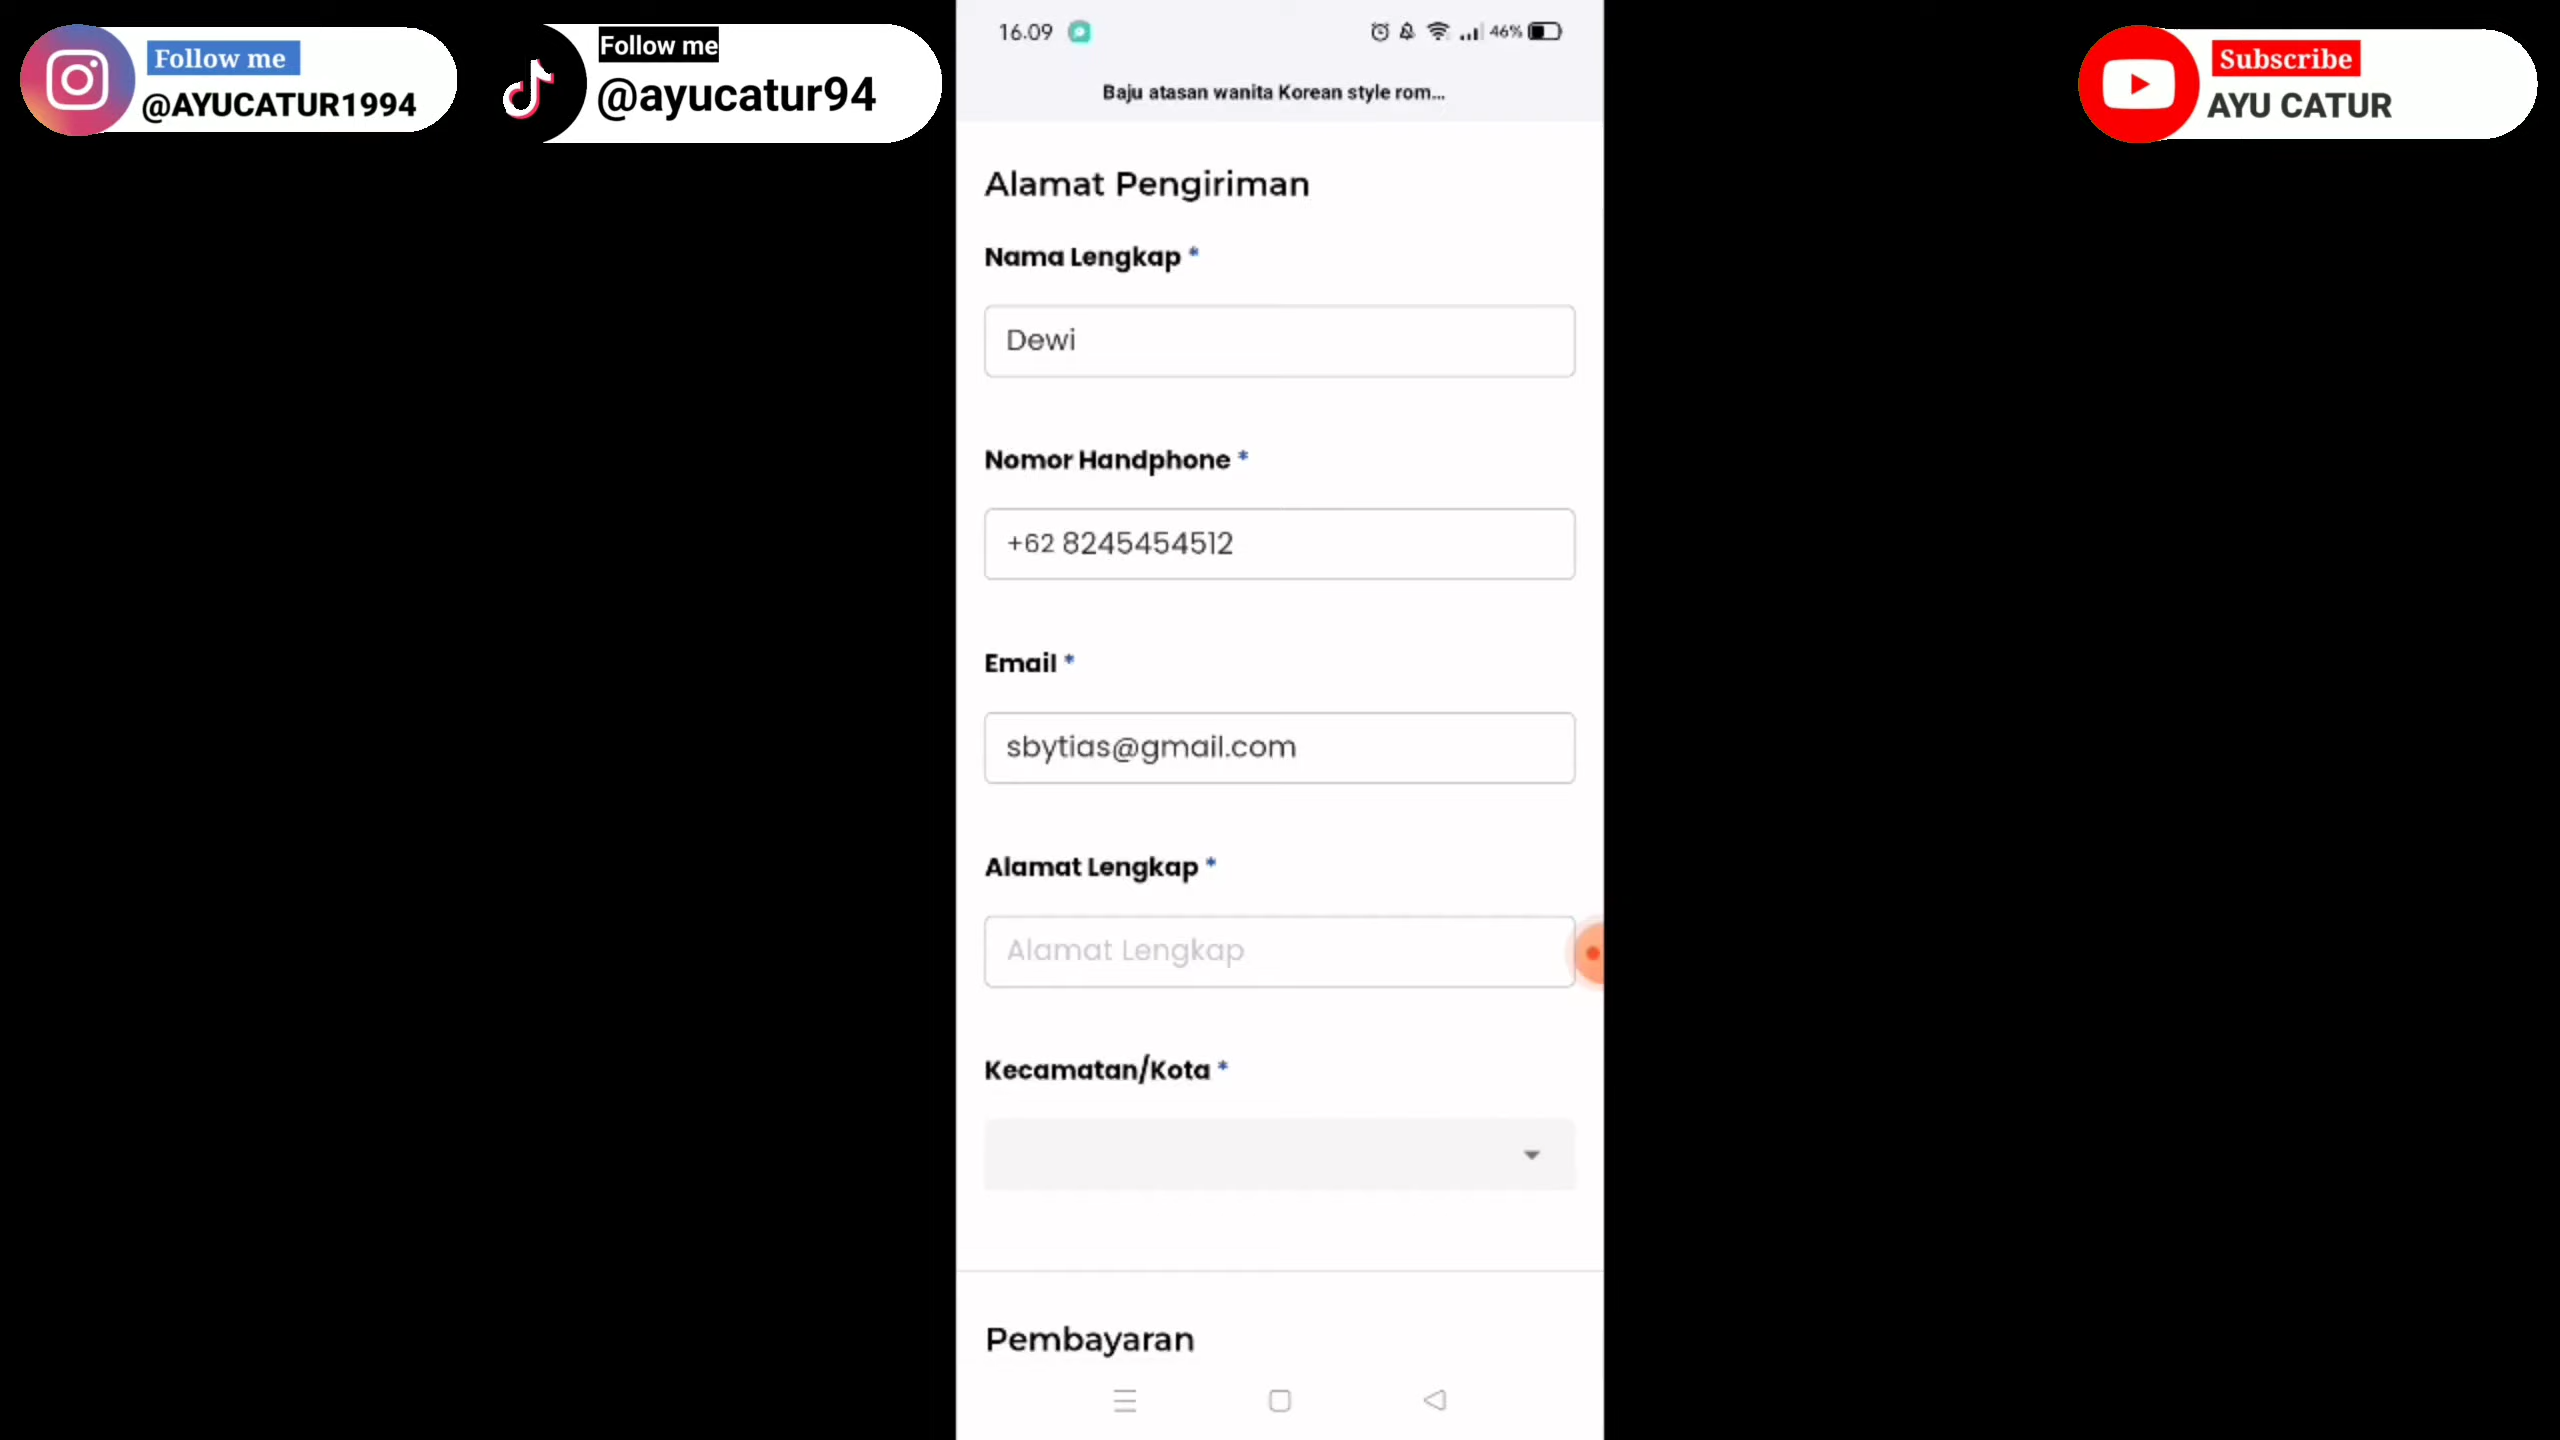 Follow me
@AYUCATUR1994
Follow me
@ayucatur94
Subscribe
AYU CATUR
16.09
46%
Baju atasan wanita Korean style rom...
Alamat Pengiriman
Nama Lengkap *
Dewi
Nomor Handphone *
+62 8245454512
Email *
sbytias@gmail.com
Alamat Lengkap *
Alamat Lengkap
Kecamatan/Kota *
Pembayaran